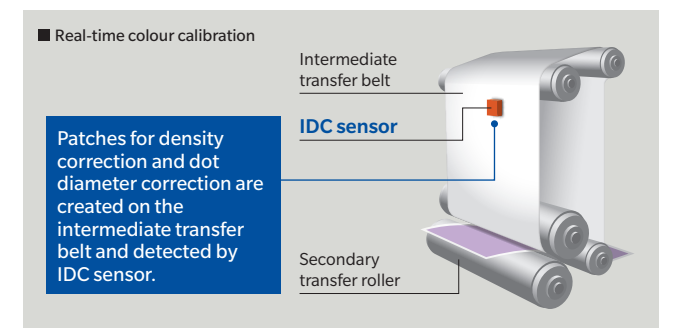 ■ Real-time colour calibration
Intermediate
transfer belt
IDC sensor
Patches for density
correction and dot
diameter correction are
created on the
intermediate transfer
belt and detected by
IDC sensor.
Secondary
transfer roller